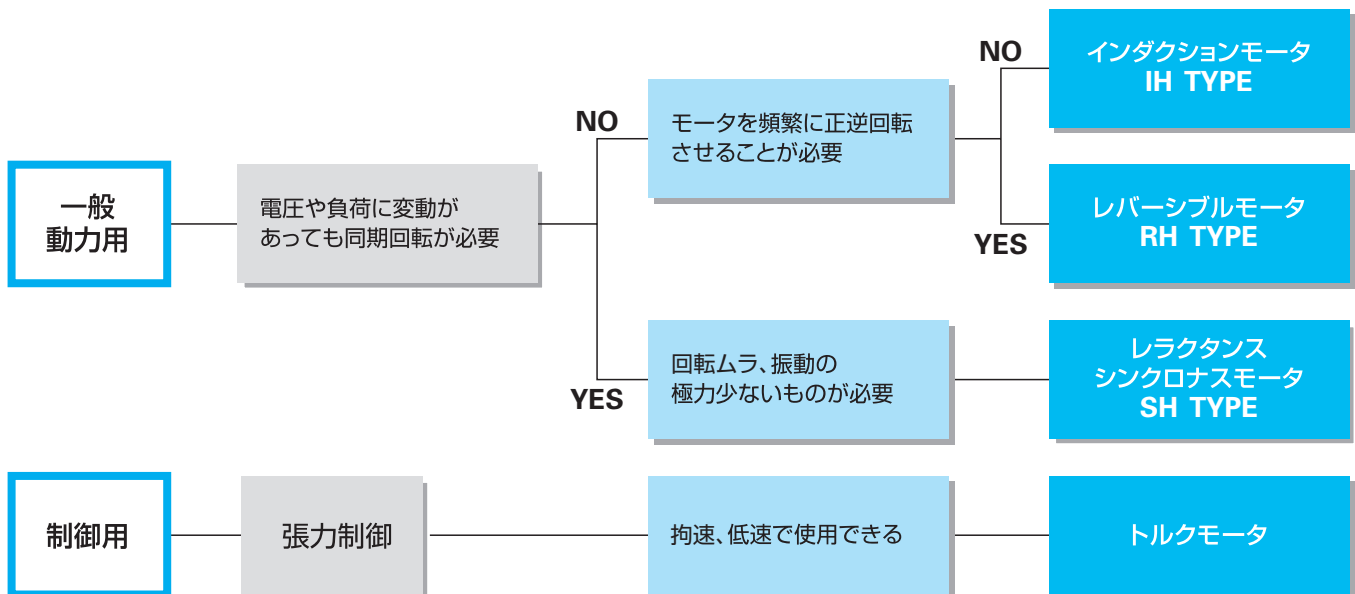 一般
動力用
電圧や負荷に変動が
あっても同期回転が必要
NO
モータを頻繁に正逆回転
させることが必要
NO
インダクションモータ
IH TYPE
YES
レバーシブルモータ
RH TYPE
YES
回転ムラ、振動の
極力少ないものが必要
レラクタンス
シンクロナスモータ
SH TYPE
制御用
張力制御
拘速、低速で使用できる
トルクモータ